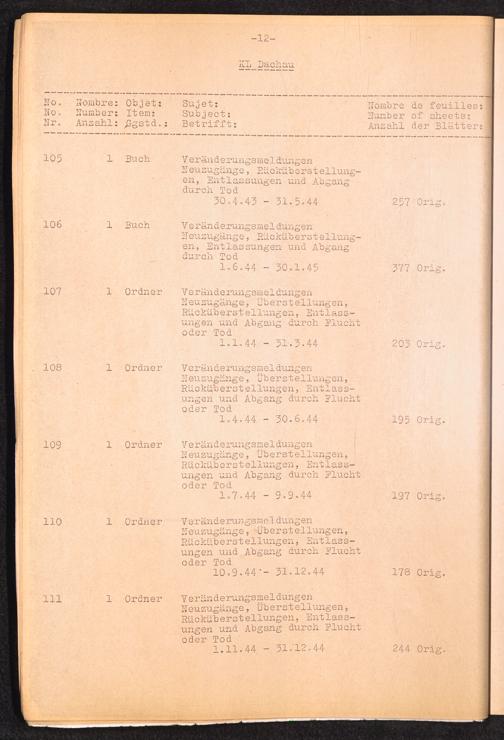 -12-
KL Dachau
No. Nombre: Objet: Sujet: Nombre de feuilles:
No. Number: Item: Subject: Number of sheets:
Nr. Anzahl: Ggstd.: Betrifft: Anzahl der Blätter:
105 1 Buch Veränderungsmeldungen
Neuzugänge, Rücküberstellung-
en, Entlassungen und Abgang
durch Tod
30.4.43 - 31.5.44 257 Orig.
106 1 Buch Veränderungsmeldungen
Neuzugänge, Rücküberstellung-
en, Entlassungen und Abgang
durch Tod
1.6.44 - 30.1.45 377 Orig.
107 1 Ordner Veränderungsmeldungen
Neuzugänge, Überstellungen,
Rücküberstellungen, Entlass-
ungen und Abgang durch Flucht
oder Tod
1.1.44 - 31.3.44 203 Orig.
108 1 Ordner Veränderungsmeldungen
Neuzugänge, Überstellungen,
Rücküberstellungen, Entlass-
ungen und Abgang durch Flucht
oder Tod
1.4.44 - 30.6.44 195 Orig.
109 1 Ordner Veränderungsmeldungen
Neuzugänge, Überstellungen,
Rücküberstellungen, Entlass-
ungen und Abgang durch Flucht
oder Tod
1.7.44 - 9.9.44 197 Orig.
110 1 Ordner Veränderungsmeldungen
Neuzugänge, Überstellungen,
Rücküberstellungen, Entlass-
ungen und Abgang durch Flucht
oder Tod
10.9.44 - 31.12.44 178 Orig.
111 1 Ordner Veränderungsmeldungen
Neuzugänge, Überstellungen,
Rücküberstellungen, Entlass-
ungen und Abgang durch Flucht
oder Tod
1.11.44 - 31.12.44 244 Orig.